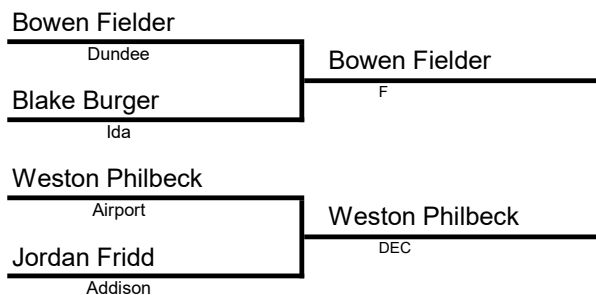 Bowen Fielder
Dundee
Bowen Fielder
F
Blake Burger
Ida
Weston Philbeck
Airport
Weston Philbeck
DEC
Jordan Fridd
Addison